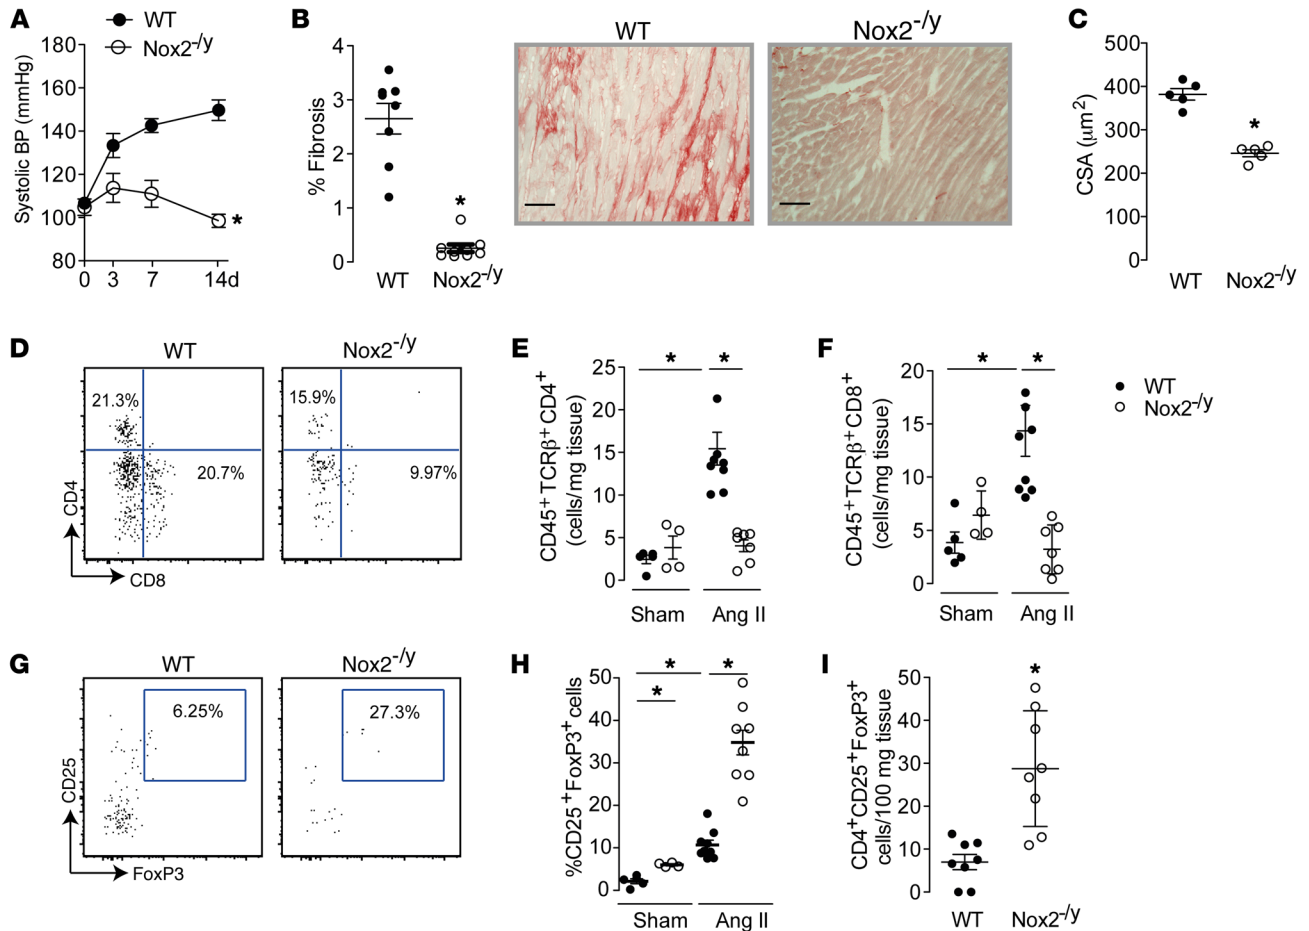 A
WT
Nox2-/y
Systolic BP (mmHg)
180
160
140
120
100
80
*
0 3 7 14d
B
% Fibrosis
4
3
2
1
0
*
WT Nox2-/y
WT
Nox2-/y
C
CSA (μm2)
500
400
300
200
100
0
*
WT Nox2-/y
D
WT
Nox2-/y
21.3%
20.7%
15.9%
9.97%
CD4
CD8
E
CD45+TCRβ+CD4+
(cells/mg tissue)
25
20
15
10
5
0
* *
Sham Ang II
F
CD45+TCRβ+CD8+
(cells/mg tissue)
20
15
10
5
0
* *
Sham Ang II
WT
Nox2-/y
G
WT
Nox2-/y
6.25%
27.3%
CD25
FoxP3
H
%CD25+FoxP3+ cells
50
40
30
20
10
0
* *
*
Sham Ang II
I
CD4+CD25+FoxP3+
cells/100 mg tissue
50
40
30
20
10
0
*
WT Nox2-/y